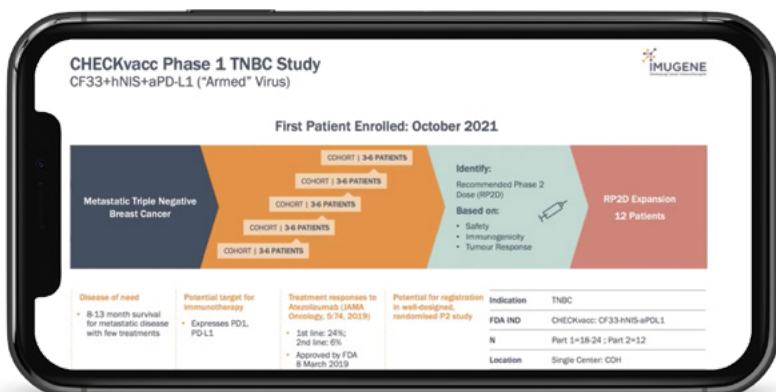 CHECKvacc Phase 1 TNBC Study
CF33+hNIS+aPD-L1 ("Armed" Virus)
IMUGENE
Developing Cancer Immunotherapies
First Patient Enrolled: October 2021
Metastatic Triple Negative
Breast Cancer
COHORT | 3-6 PATIENTS
COHORT | 3-6 PATIENTS
COHORT | 3-6 PATIENTS
COHORT | 3-6 PATIENTS
COHORT | 3-6 PATIENTS
Identify:
Recommended Phase 2
Dose (RP2D)
Based on:
• Safety
• Immunogenicity
• Tumour Response
RP2D Expansion
12 Patients
Disease of need
• 8-13 month survival
for metastatic disease
with few treatments
Potential target for
immunotherapy
• Expresses PD1,
PD-L1
Treatment responses to
Atezolizumab (JAMA
Oncology, 5:74, 2019)
• 1st line: 24%;
2nd line: 6%
• Approved by FDA
8 March 2019
Potential for registration
in well-designed,
randomised P2 study
Indication TNBC
FDA IND CHECKvacc: CF33-hNIS-aPDL1
N Part 1=18-24 ; Part 2=12
Location Single Center: COH